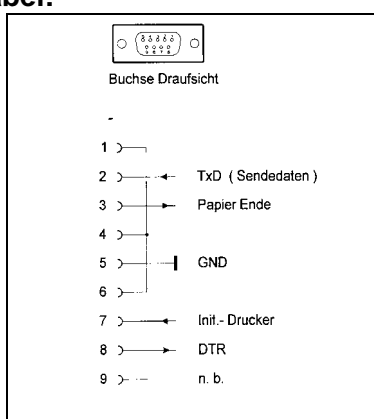 Buchse Draufsicht
1
2 TxD ( Sendedaten )
3 Papier Ende
4
5 GND
6
7 Init.- Drucker
8 DTR
9 n. b.